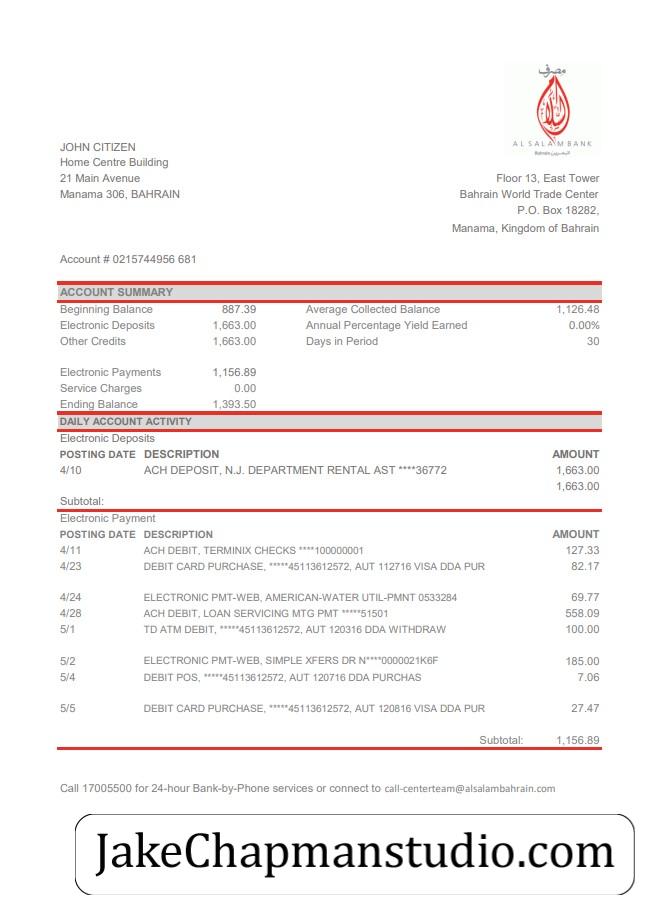 مصرف
السلام
AL SALAM BANK
Bahrain البحرين
JOHN CITIZEN
Home Centre Building
21 Main Avenue
Manama 306, BAHRAIN
Floor 13, East Tower
Bahrain World Trade Center
P.O. Box 18282,
Manama, Kingdom of Bahrain
Account # 0215744956 681
ACCOUNT SUMMARY
Beginning Balance 887.39 Average Collected Balance 1,126.48
Electronic Deposits 1,663.00 Annual Percentage Yield Earned 0.00%
Other Credits 1,663.00 Days in Period 30
Electronic Payments 1,156.89
Service Charges 0.00
Ending Balance 1,393.50
DAILY ACCOUNT ACTIVITY
Electronic Deposits
POSTING DATE DESCRIPTION AMOUNT
4/10 ACH DEPOSIT, N.J. DEPARTMENT RENTAL AST ****36772 1,663.00
1,663.00
Subtotal:
Electronic Payment
POSTING DATE DESCRIPTION AMOUNT
4/11 ACH DEBIT, TERMINIX CHECKS ****100000001 127.33
4/23 DEBIT CARD PURCHASE, *****45113612572, AUT 112716 VISA DDA PUR 82.17
4/24 ELECTRONIC PMT-WEB, AMERICAN-WATER UTIL-PMNT 0533284 69.77
4/28 ACH DEBIT, LOAN SERVICING MTG PMT *****51501 558.09
5/1 TD ATM DEBIT, *****45113612572, AUT 120316 DDA WITHDRAW 100.00
5/2 ELECTRONIC PMT-WEB, SIMPLE XFERS DR N****0000021K6F 185.00
5/4 DEBIT POS, *****45113612572, AUT 120716 DDA PURCHAS 7.06
5/5 DEBIT CARD PURCHASE, *****45113612572, AUT 120816 VISA DDA PUR 27.47
Subtotal: 1,156.89
Call 17005500 for 24-hour Bank-by-Phone services or connect to call-centerteam@alsalambahrain.com
JakeChapmanstudio.com